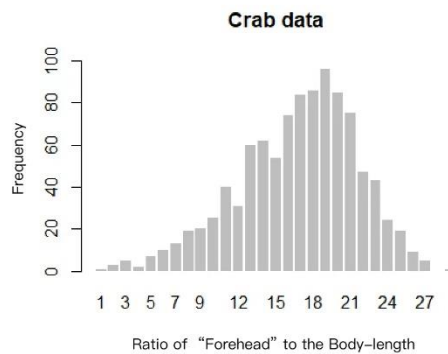 Crab data
Frequency
100
80
60
40
20
0
1 3 5 7 9 12 15 18 21 24 27
Ratio of “Forehead” to the Body-length